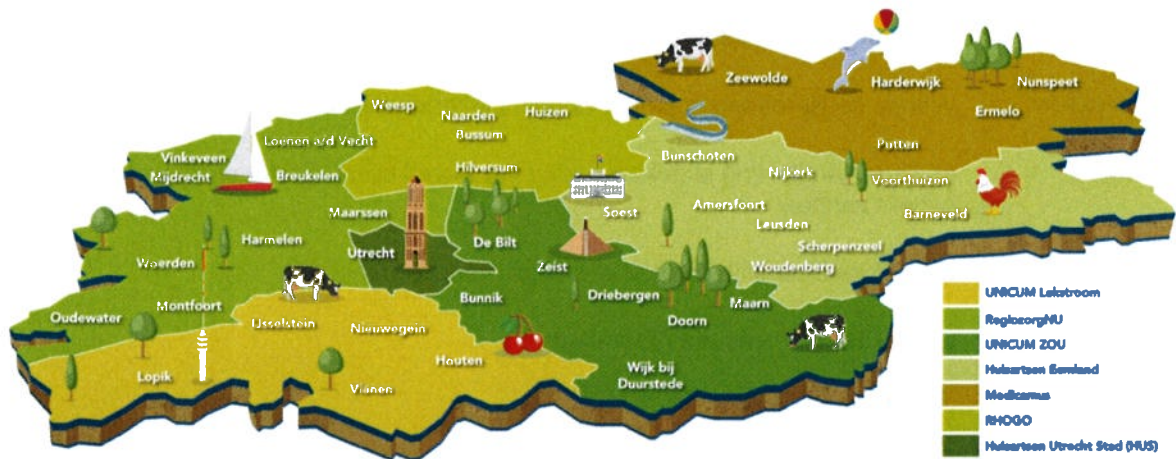 Zeewolde
Harderwijk
Nunspeet
Ermelo
Putten
Weesp
Naarden
Huizen
Bussum
Hilversum
Loenen a/d Vecht
Vinkeveen
Mijdrecht
Breukelen
Bunschoten
Nijkerk
Voorthuizen
Barneveld
Amersfoort
Soest
Leusden
Scherpenzeel
Woudenberg
Maarssen
Harmelen
Utrecht
De Bilt
Zeist
Woerden
Montfoort
Oudewater
Bunnik
Driebergen
Maarn
Doorn
IJsselstein
Nieuwegein
Houten
Wijk bij
Duurstede
Lopik
Vianen
UNICUM Lekstroom
RegiozorgNU
UNICUM ZOU
Huisartsen Eemland
Medicamus
RHOGO
Huisartsen Utrecht Stad (HUS)